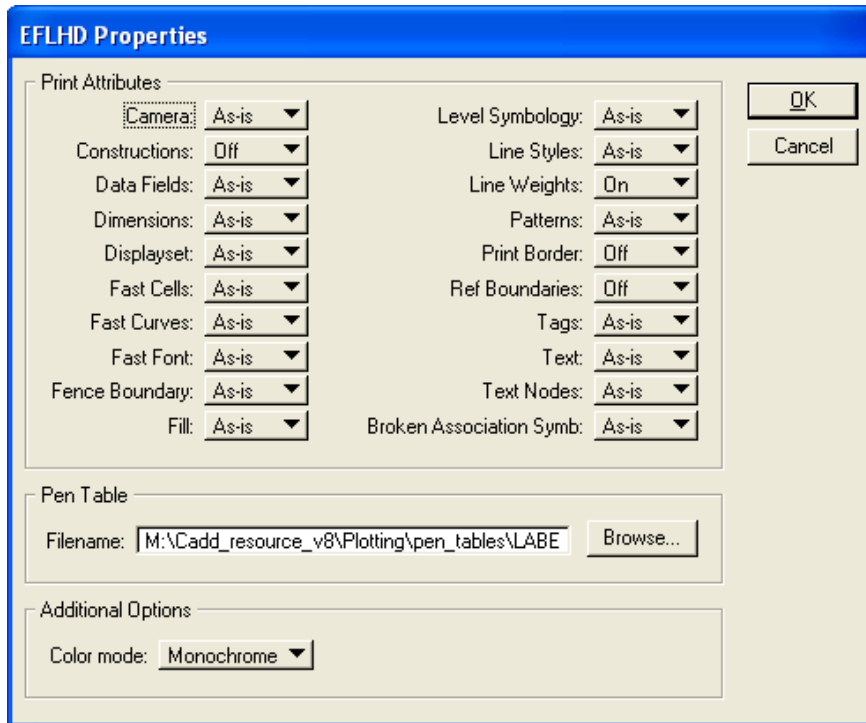 EFLHD Properties
Print Attributes
Camera: As-is Level Symbology: As-is
Constructions: Off Line Styles: As-is
Data Fields: As-is Line Weights: On
Dimensions: As-is Patterns: As-is
Displayset: As-is Print Border: Off
Fast Cells: As-is Ref Boundaries: Off
Fast Curves: As-is Tags: As-is
Fast Font: As-is Text: As-is
Fence Boundary: As-is Text Nodes: As-is
Fill: As-is Broken Association Symb: As-is
OK
Cancel
Pen Table
Filename: M:\Cadd_resource_v8\Plotting\pen_tables\LABE Browse...
Additional Options
Color mode: Monochrome